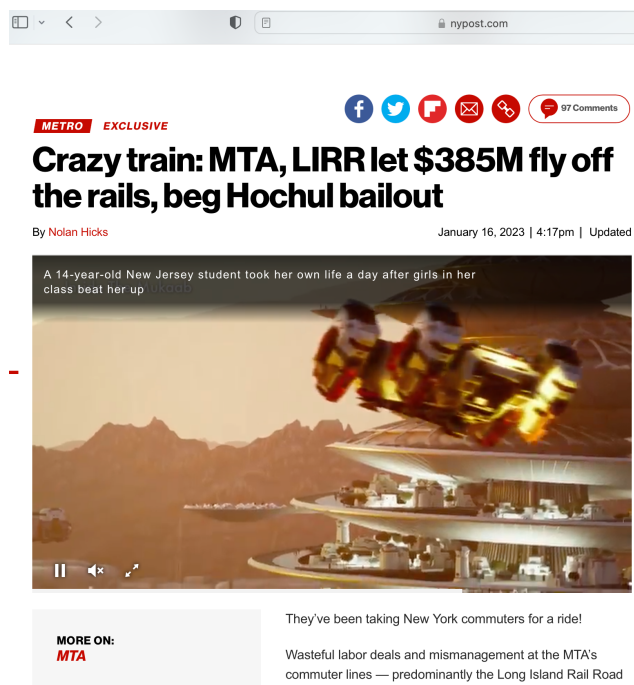 nypost.com
97 Comments
METRO EXCLUSIVE
Crazy train: MTA, LIRR let $385M fly off
the rails, beg Hochul bailout
By Nolan Hicks
January 16, 2023 | 4:17pm | Updated
A 14-year-old New Jersey student took her own life a day after girls in her
class beat her up
MORE ON:
MTA
They’ve been taking New York commuters for a ride!
Wasteful labor deals and mismanagement at the MTA’s
commuter lines — predominantly the Long Island Rail Road